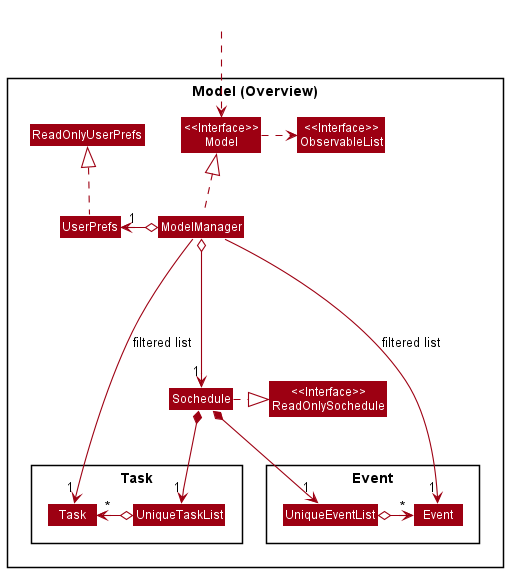 Model (Overview)
ReadOnlyUserPrefs
<<Interface>>
Model
<<Interface>>
ObservableList
UserPrefs
1
ModelManager
filtered list
filtered list
1
Sochedule
<<Interface>>
ReadOnlySochedule
Task
Event
1
1
1
1
Task
*
UniqueTaskList
UniqueEventList
*
Event